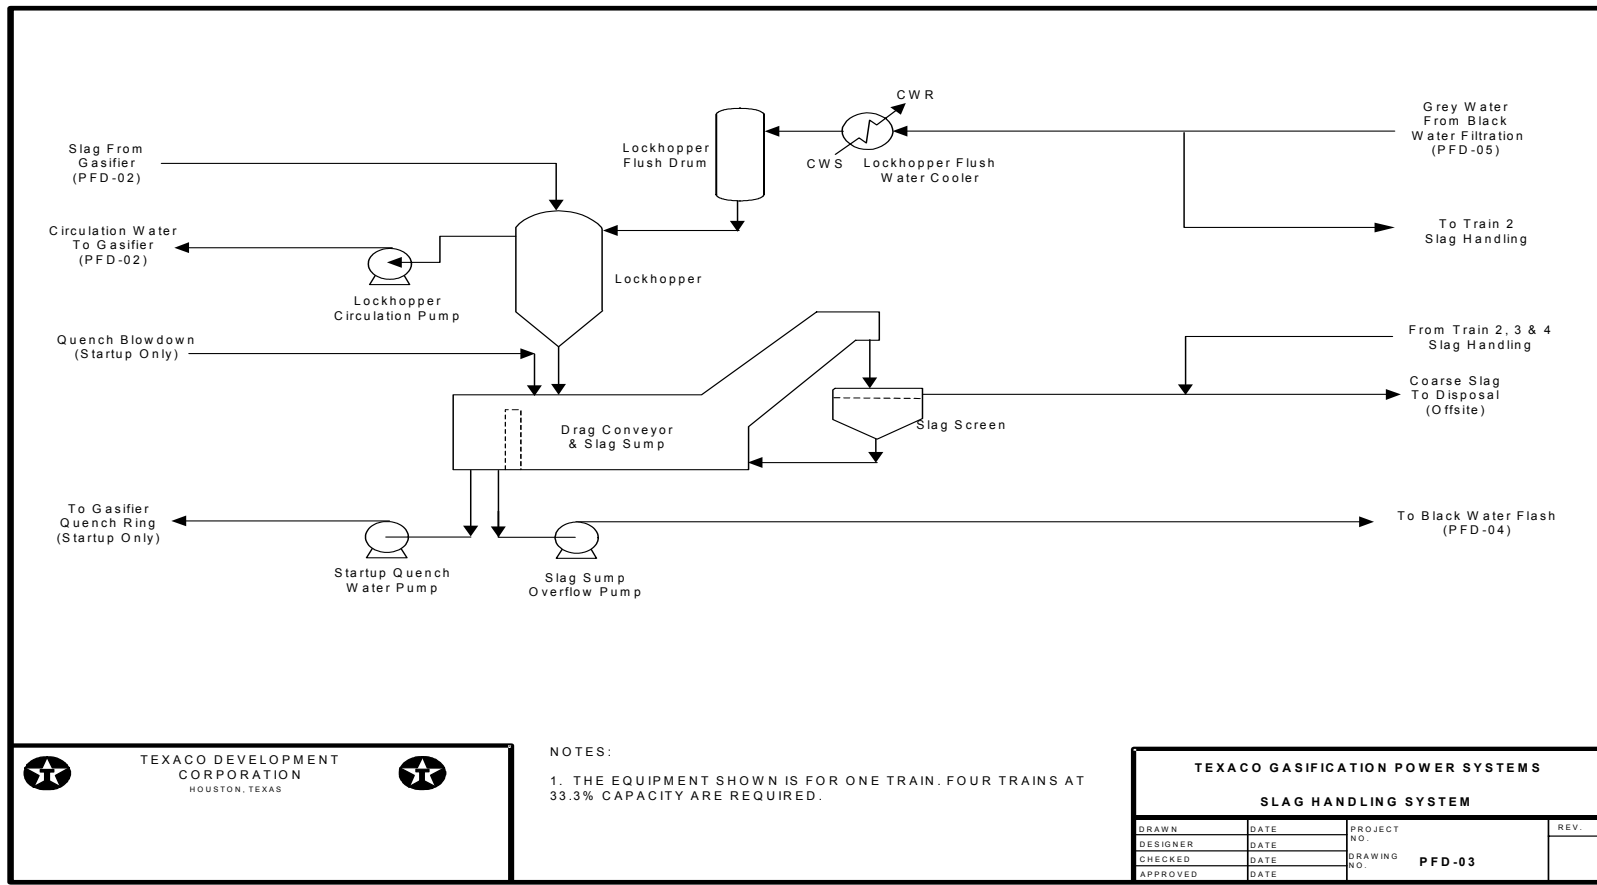 CWR
Grey Water
From Black
Water Filtration
(PFD-05)
Slag From
Gasifier
(PFD-02)
Lockhopper
Flush Drum
CWS
Lockhopper Flush
Water Cooler
Circulation Water
To Gasifier
(PFD-02)
To Train 2
Slag Handling
Lockhopper
Lockhopper
Circulation Pump
Quench Blowdown
(Startup Only)
From Train 2, 3 & 4
Slag Handling
Coarse Slag
To Disposal
(Offsite)
Drag Conveyor
& Slag Sump
Slag Screen
To Gasifier
Quench Ring
(Startup Only)
To Black Water Flash
(PFD-04)
Startup Quench
Water Pump
Slag Sump
Overflow Pump
TEXACO DEVELOPMENT
CORPORATION
HOUSTON, TEXAS
NOTES:
1. THE EQUIPMENT SHOWN IS FOR ONE TRAIN. FOUR TRAINS AT
33.3% CAPACITY ARE REQUIRED.
TEXACO GASIFICATION POWER SYSTEMS
SLAG HANDLING SYSTEM
DRAWN DATE
DESIGNER DATE
CHECKED DATE
APPROVED DATE
PROJECT
NO.
DRAWING
NO.
PFD-03
REV.